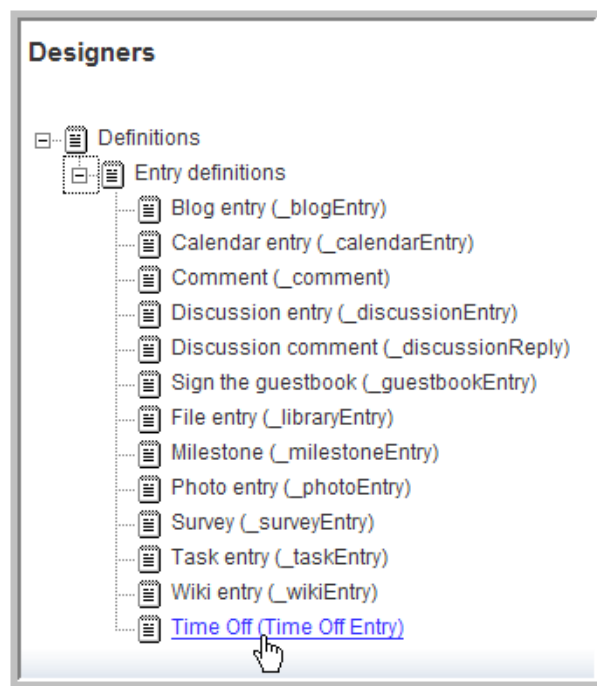 Designers
Definitions
Entry definitions
Blog entry (_blogEntry)
Calendar entry (_calendarEntry)
Comment (_comment)
Discussion entry (_discussionEntry)
Discussion comment (_discussionReply)
Sign the guestbook (_guestbookEntry)
File entry (_libraryEntry)
Milestone (_milestoneEntry)
Photo entry (_photoEntry)
Survey (_surveyEntry)
Task entry (_taskEntry)
Wiki entry (_wikiEntry)
Time Off (Time Off Entry)